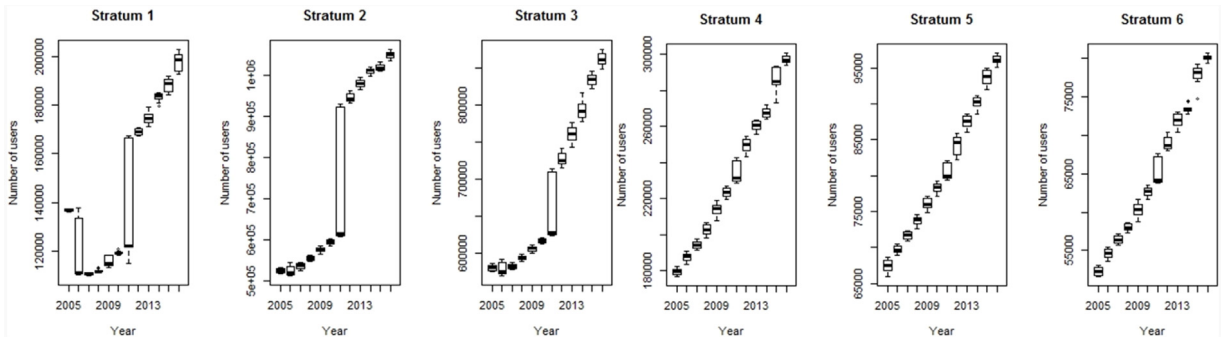 Stratum 1
Number of users
120000
140000
160000
180000
200000
2005
2009
2013
Year
Stratum 2
Number of users
5e+05
6e+05
7e+05
8e+05
9e+05
1e+06
2005
2009
2013
Year
Stratum 3
Number of users
600000
700000
800000
2005
2009
2013
Year
Stratum 4
Number of users
180000
220000
260000
300000
2005
2009
2013
Year
Stratum 5
Number of users
65000
75000
85000
95000
2005
2009
2013
Year
Stratum 6
Number of users
55000
65000
75000
2005
2009
2013
Year